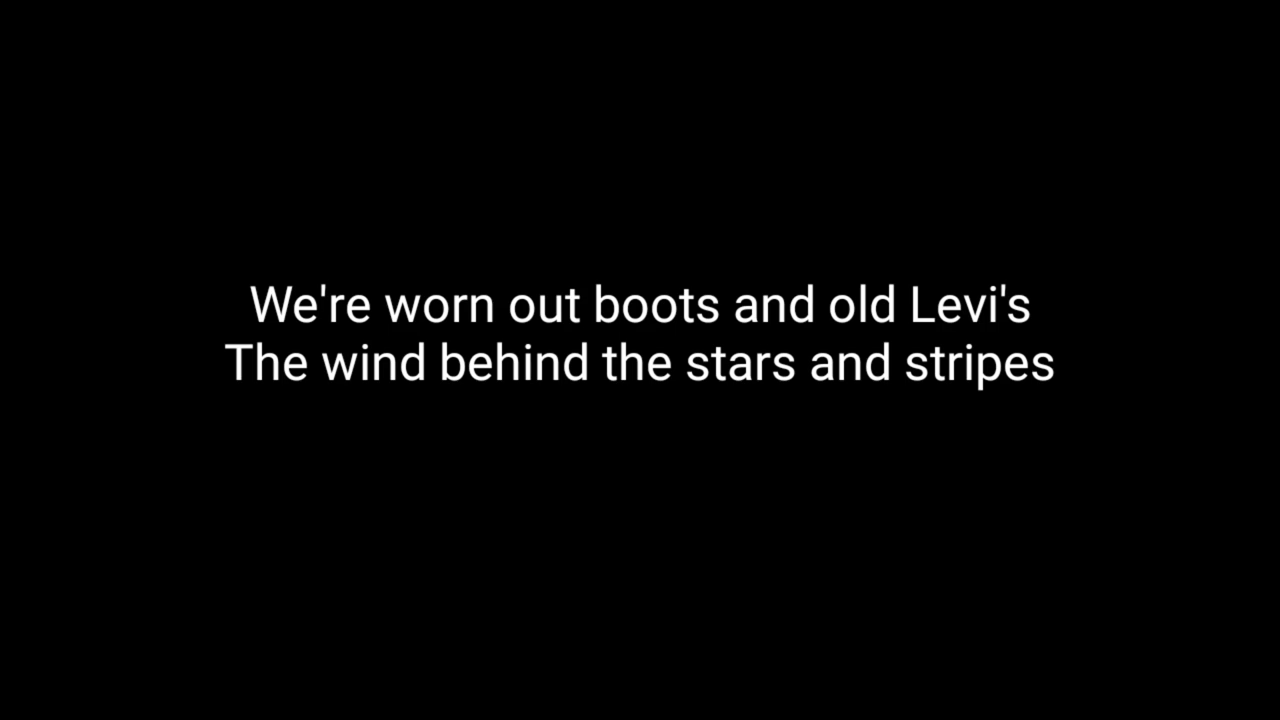 We're worn out boots and old Levi's
The wind behind the stars and stripes